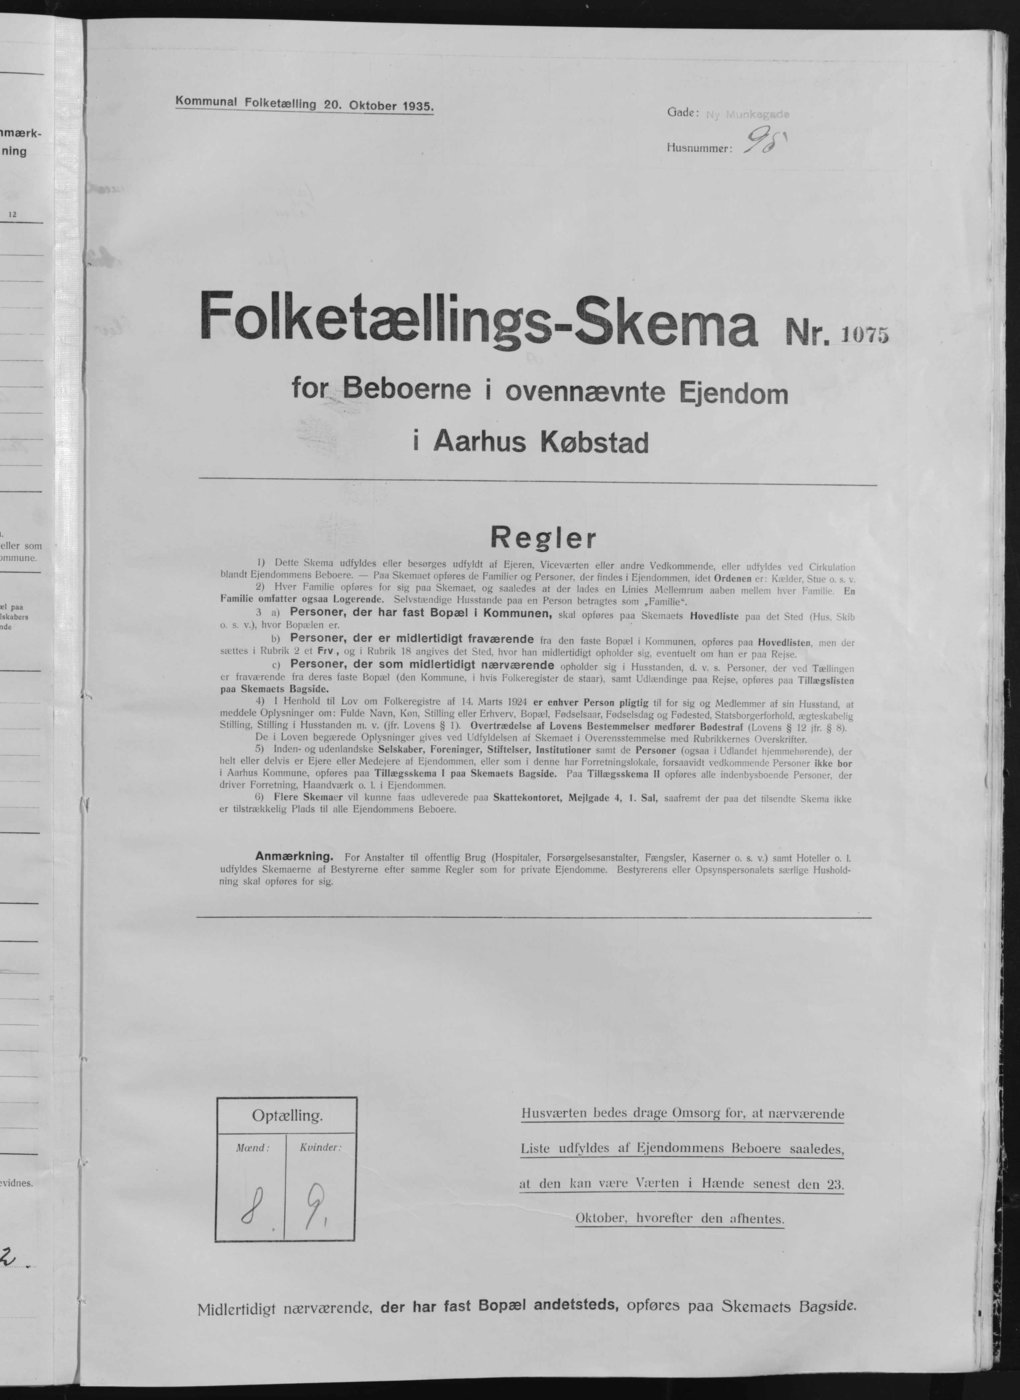 Kommunal Folketælling 20. Oktober 1935.
Gade: Ny Munkegade
Husnummer: 95
Folketællings-Skema Nr. 1075
for Beboerne i ovennævnte Ejendom
i Aarhus Købstad
Regler
1) Dette Skema udfyldes eller besørges udfyldt af Ejeren, Viceværten eller andre Vedkommende, eller udfyldes ved Cirkulation
blandt Ejendommens Beboere. — Paa Skemaet opføres de Familier og Personer, der findes i Ejendommen, idet Ordenen er: Kælder, Stue o. s. v.
2) Hver Familie opføres for sig paa Skemaet, og saaledes at der lades en Linies Mellemrum aaben mellem hver Familie. En
Familie omfatter ogsaa Logerende. Selvstændige Husstande paa en Person betragtes som „Familie“.
3 a) Personer, der har fast Bopæl i Kommunen, skal opføres paa Skemaets Hovedliste paa det Sted (Hus, Skib
o. s. v.), hvor Bopælen er.
b) Personer, der er midlertidigt fraværende fra den faste Bopæl i Kommunen, opføres paa Hovedlisten, men der
sættes i Rubrik 2 et Frv., og i Rubrik 18 angives det Sted, hvor han midlertidigt opholder sig, eventuelt om han er paa Rejse.
c) Personer, der som midlertidigt nærværende opholder sig i Husstanden, d. v. s. Personer, der ved Tællingen
er fraværende fra deres faste Bopæl (den Kommune, i hvis Folkeregister de staar), samt Udlændinge paa Rejse, opføres paa Tillægslisten
paa Skemaets Bagside.
4) I Henhold til Lov om Folkeregistre af 14. Marts 1924 er enhver Person pligtig til for sig og Medlemmer af sin Husstand, at
meddele Oplysninger om: Fulde Navn, Køn, Stilling eller Erhverv, Bopæl, Fødselsaar, Fødselsdag og Fødested, Statsborgerforhold, ægteskabelig
Stilling, Stilling i Husstanden m. v. (jfr. Lovens § 1). Overtrædelse af Lovens Bestemmelser medfører Bødestraf (Lovens § 12 jfr. § 8).
De i Loven begærede Oplysninger gives ved Udfyldelsen af Skemaet i Overensstemmelse med Rubrikkernes Overskrifter.
5) Inden- og udenlandske Selskaber, Foreninger, Stiftelser, Institutioner samt de Personer (ogsaa i Udlandet hjemmehørende), der
helt eller delvis er Ejere eller Medejere af Ejendommen, eller som i denne har Forretningslokale, forsaavidt vedkommende Personer ikke bor
i Aarhus Kommune, opføres paa Tillægsskema I paa Skemaets Bagside. Paa Tillægsskema II opføres alle indenbysboende Personer, der
driver Forretning, Haandværk o. l. i Ejendommen.
6) Flere Skemaer vil kunne faas udleverede paa Skattekontoret, Mejlgade 4, 1. Sal, saafremt der paa det tilsendte Skema ikke
er tilstrækkelig Plads til alle Ejendommens Beboere.
Anmærkning. For Anstalter til offentlig Brug (Hospitaler, Forsørgelsesanstalter, Fængsler, Kaserner o. s. v.) samt Hoteller o. l.
udfyldes Skemaerne af Bestyrerne efter samme Regler som for private Ejendomme. Bestyrerens eller Opsynspersonalets særlige Hushold-
ning skal opføres for sig.
Optælling.
Mænd: Kvinder:
8. 9.
Husværten bedes drage Omsorg for, at nærværende
Liste udfyldes af Ejendommens Beboere saaledes,
at den kan være Værten i Hænde senest den 23.
Oktober, hvorefter den afhentes.
Midlertidigt nærværende, der har fast Bopæl andetsteds, opføres paa Skemaets Bagside.